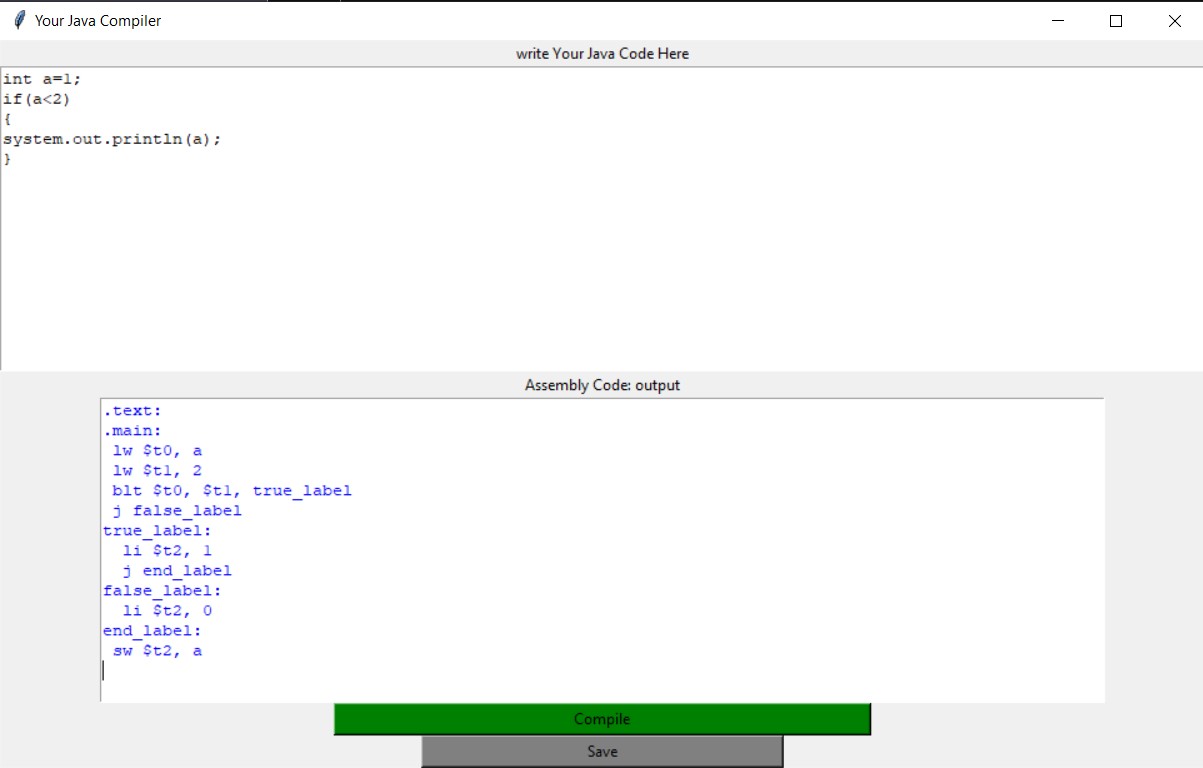 Your Java Compiler
write Your Java Code Here
int a=1;
if(a<2)
{
system.out.println(a);
}
Assembly Code: output
.text:
.main:
 lw $t0, a
 lw $t1, 2
 blt $t0, $t1, true_label
 j false_label
true_label:
  li $t2, 1
  j end_label
false_label:
  li $t2, 0
end_label:
 sw $t2, a
Compile
Save